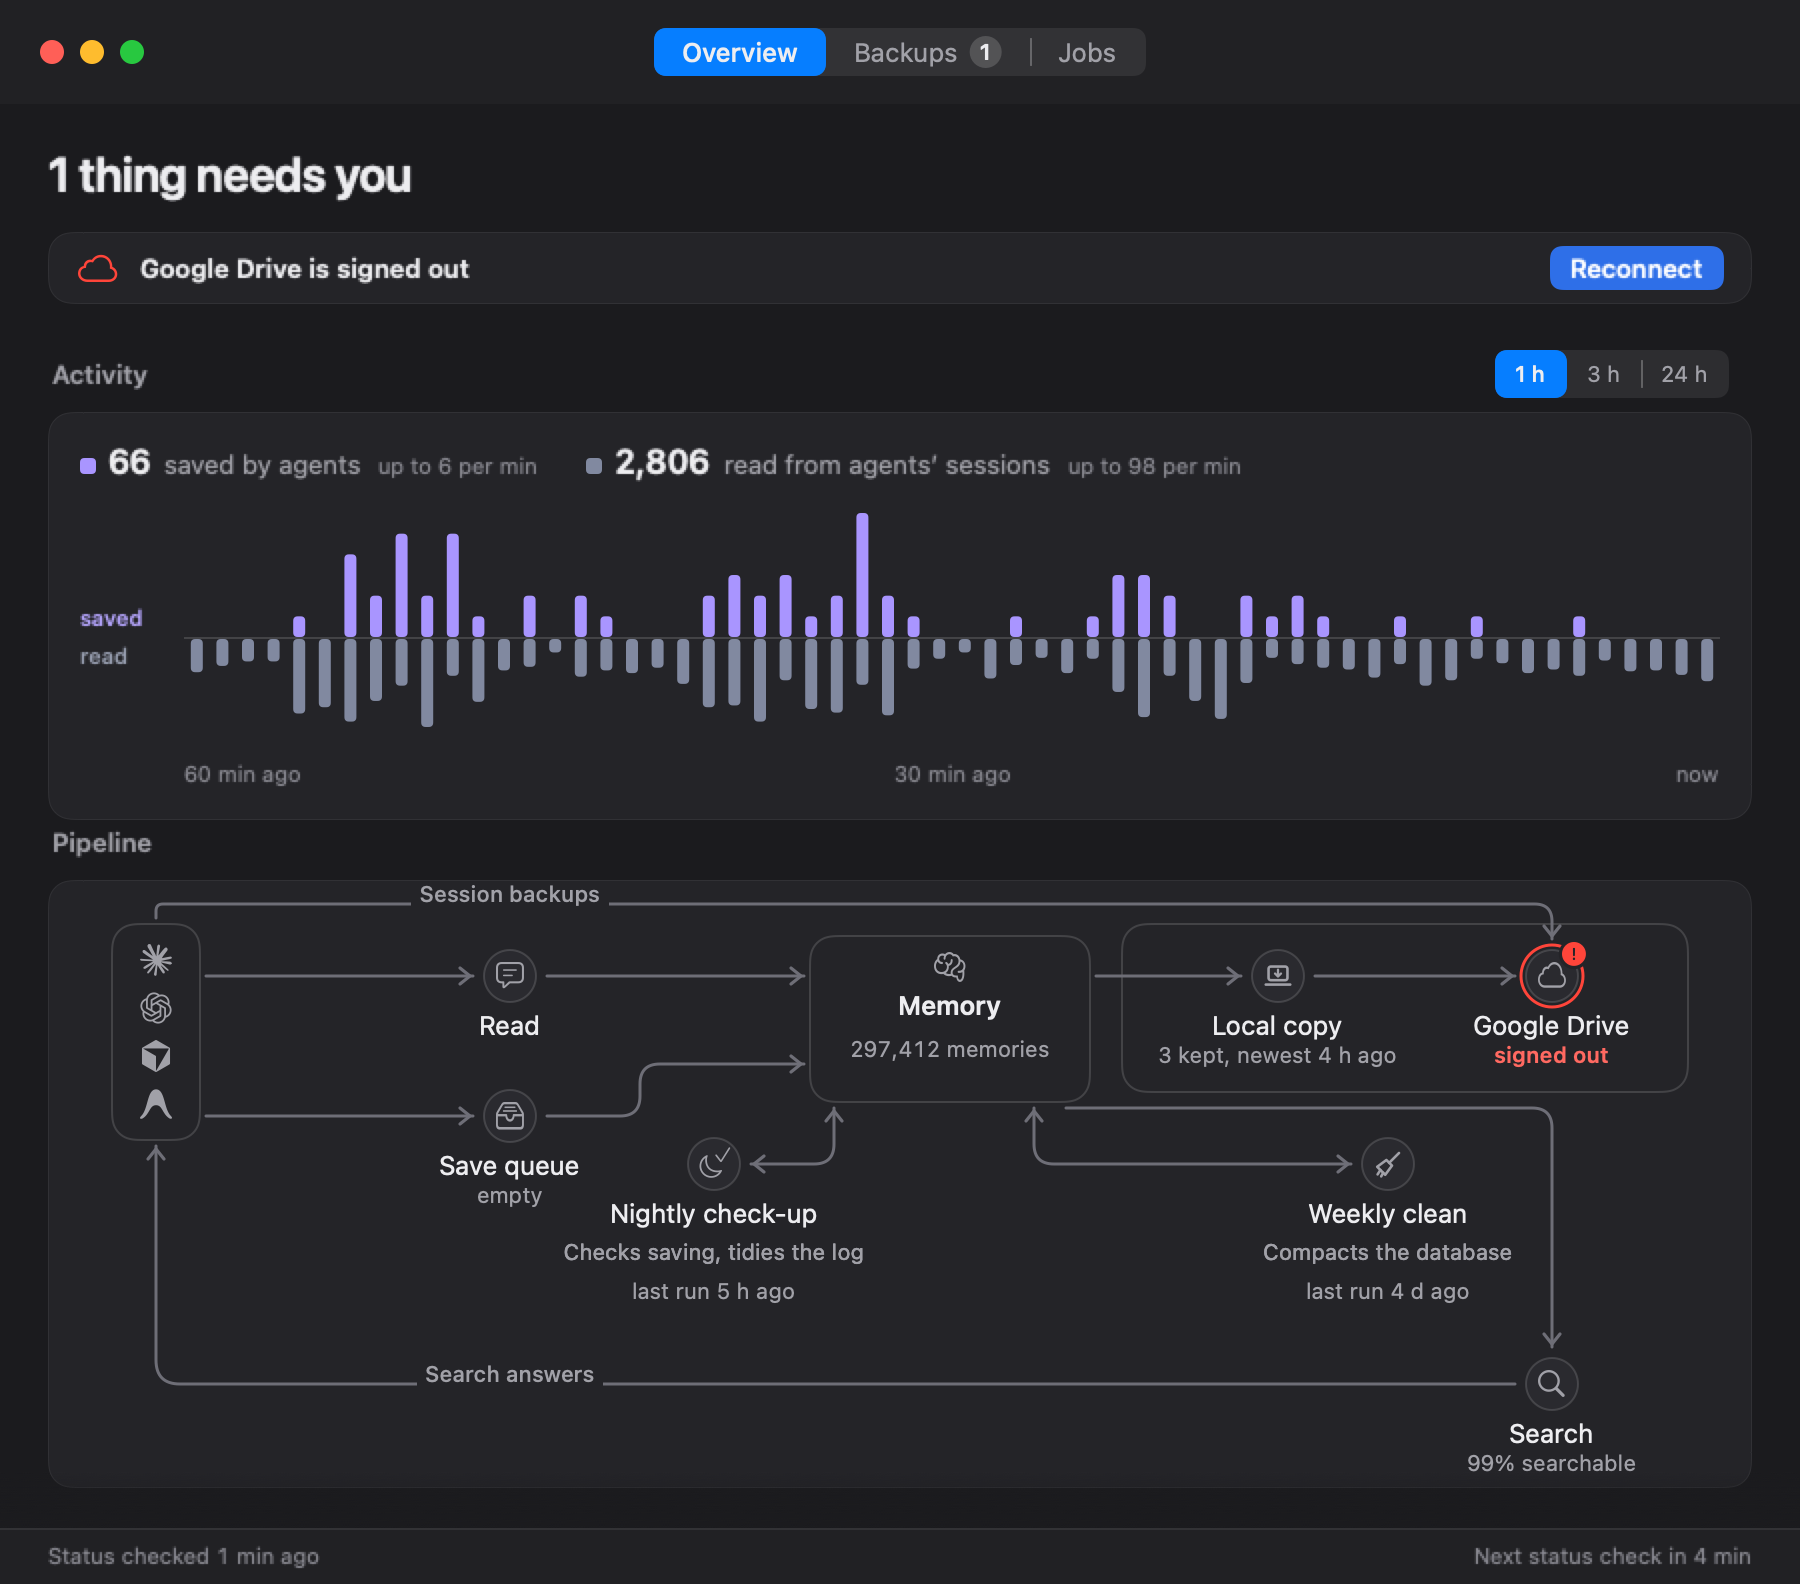 Overview Backups 1 Jobs
1 thing needs you
Google Drive is signed out Reconnect
Activity 1 h 3 h 24 h
66 saved by agents up to 6 per min 2,806 read from agents’ sessions up to 98 per min
saved
read
60 min ago 30 min ago now
Pipeline
Session backups
!
Read
Memory
297,412 memories
Local copy
3 kept, newest 4 h ago
Google Drive
signed out
Save queue
empty
Nightly check-up
Checks saving, tidies the log
last run 5 h ago
Weekly clean
Compacts the database
last run 4 d ago
Search answers
Search
99% searchable
Status checked 1 min ago Next status check in 4 min